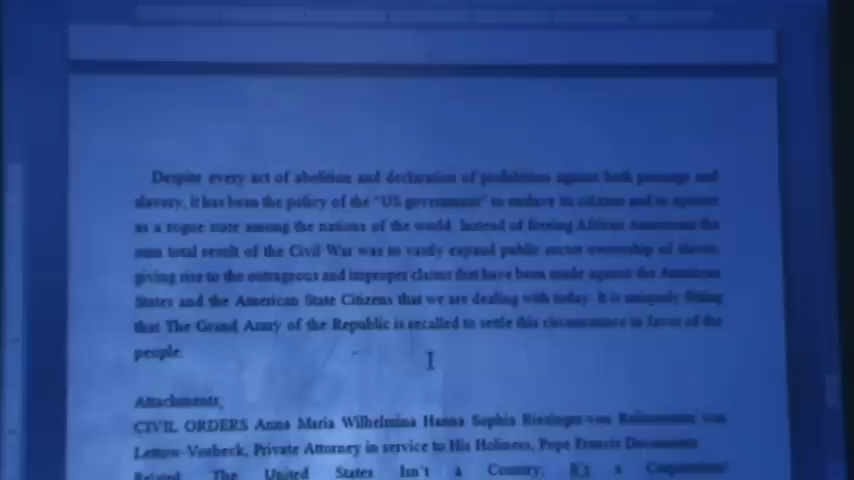 Despite every act of abolition and declaration of prohibition against both peonage and
slavery, it has been the policy of the "US government" to enslave its citizens and to operate
as a rogue state among the nations of the world. Instead of freeing African Americans the
sum total result of the Civil War was to vastly expand public sector ownership of slaves,
giving rise to the outrageous and improper claims that have been made against the American
States and the American State Citizens that we are dealing with today. It is uniquely fitting
that The Grand Army of the Republic is recalled to settle this circumstance in favor of the
people.
Attachments,
CIVIL ORDERS Anna Maria Wilhelmina Hanna Sophia Riezinger-von Reitzenstein von
Lettow-Vorbeck, Private Attorney in service to His Holiness, Pope Francis Documents
Related The United States Isn't a Country, It's a Corporation!